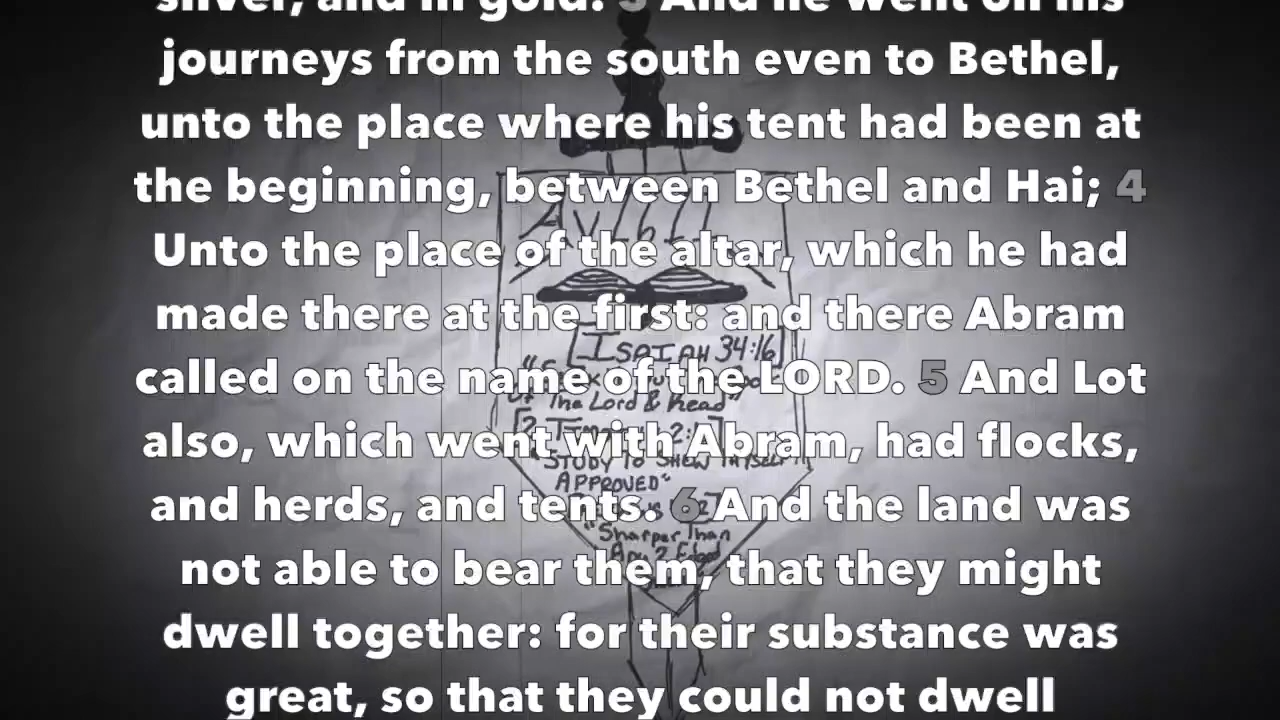 silver, and in gold. 3 And he went on his
journeys from the south even to Bethel,
unto the place where his tent had been at
the beginning, between Bethel and Hai; 4
Unto the place of the altar, which he had
made there at the first: and there Abram
called on the name of the LORD. 5 And Lot
also, which went with Abram, had flocks,
and herds, and tents. 6 And the land was
not able to bear them, that they might
dwell together: for their substance was
great, so that they could not dwell
[ISAIAH 34:16]
The Lord & Read"
"STUDY TO SHEW THYSELF
APPROVED"
"Sharper Than
Any 2 Edged